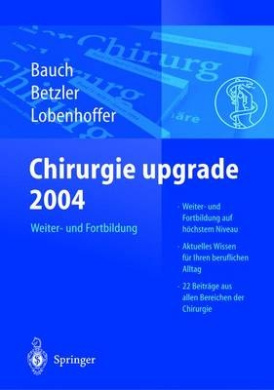 Chirurg
Bauch
Betzler
Lobenhoffer
Chirurgie upgrade
2004
Weiter- und Fortbildung
- Weiter- und
Fortbildung auf
höchstem Niveau
- Aktuelles Wissen
für Ihren beruflichen
Alltag
- 22 Beiträge aus
allen Bereichen der
Chirurgie
Springer